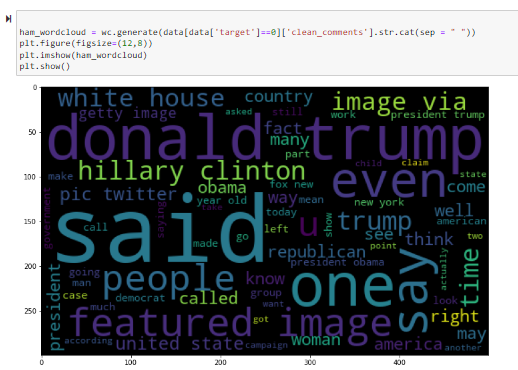 ham_wordcloud = wc.generate(data[data['target']==0]['clean_comments'].str.cat(sep = " "))
plt.figure(figsize=(12,8))
plt.imshow(ham_wordcloud)
plt.show()
0
50
100
150
200
250
0
100
200
300
400
white house
country
image via
getty image
asked
still
work
president trump
fact
many
part
donald trump
hillary clinton
even
child
claim
state
make
obama
fox new
come
pic twitter
year old
way
mean
new york
american
government
said
saying
take
today
trump
well
call
made
go
left
u
show
see
think
republican
point
actually
two
president obama
going
man
people
know
one
say
time
case
democrat
called
group
want
look
president
much
got
right
featured image
woman
may
according
united state
campaign
america
another